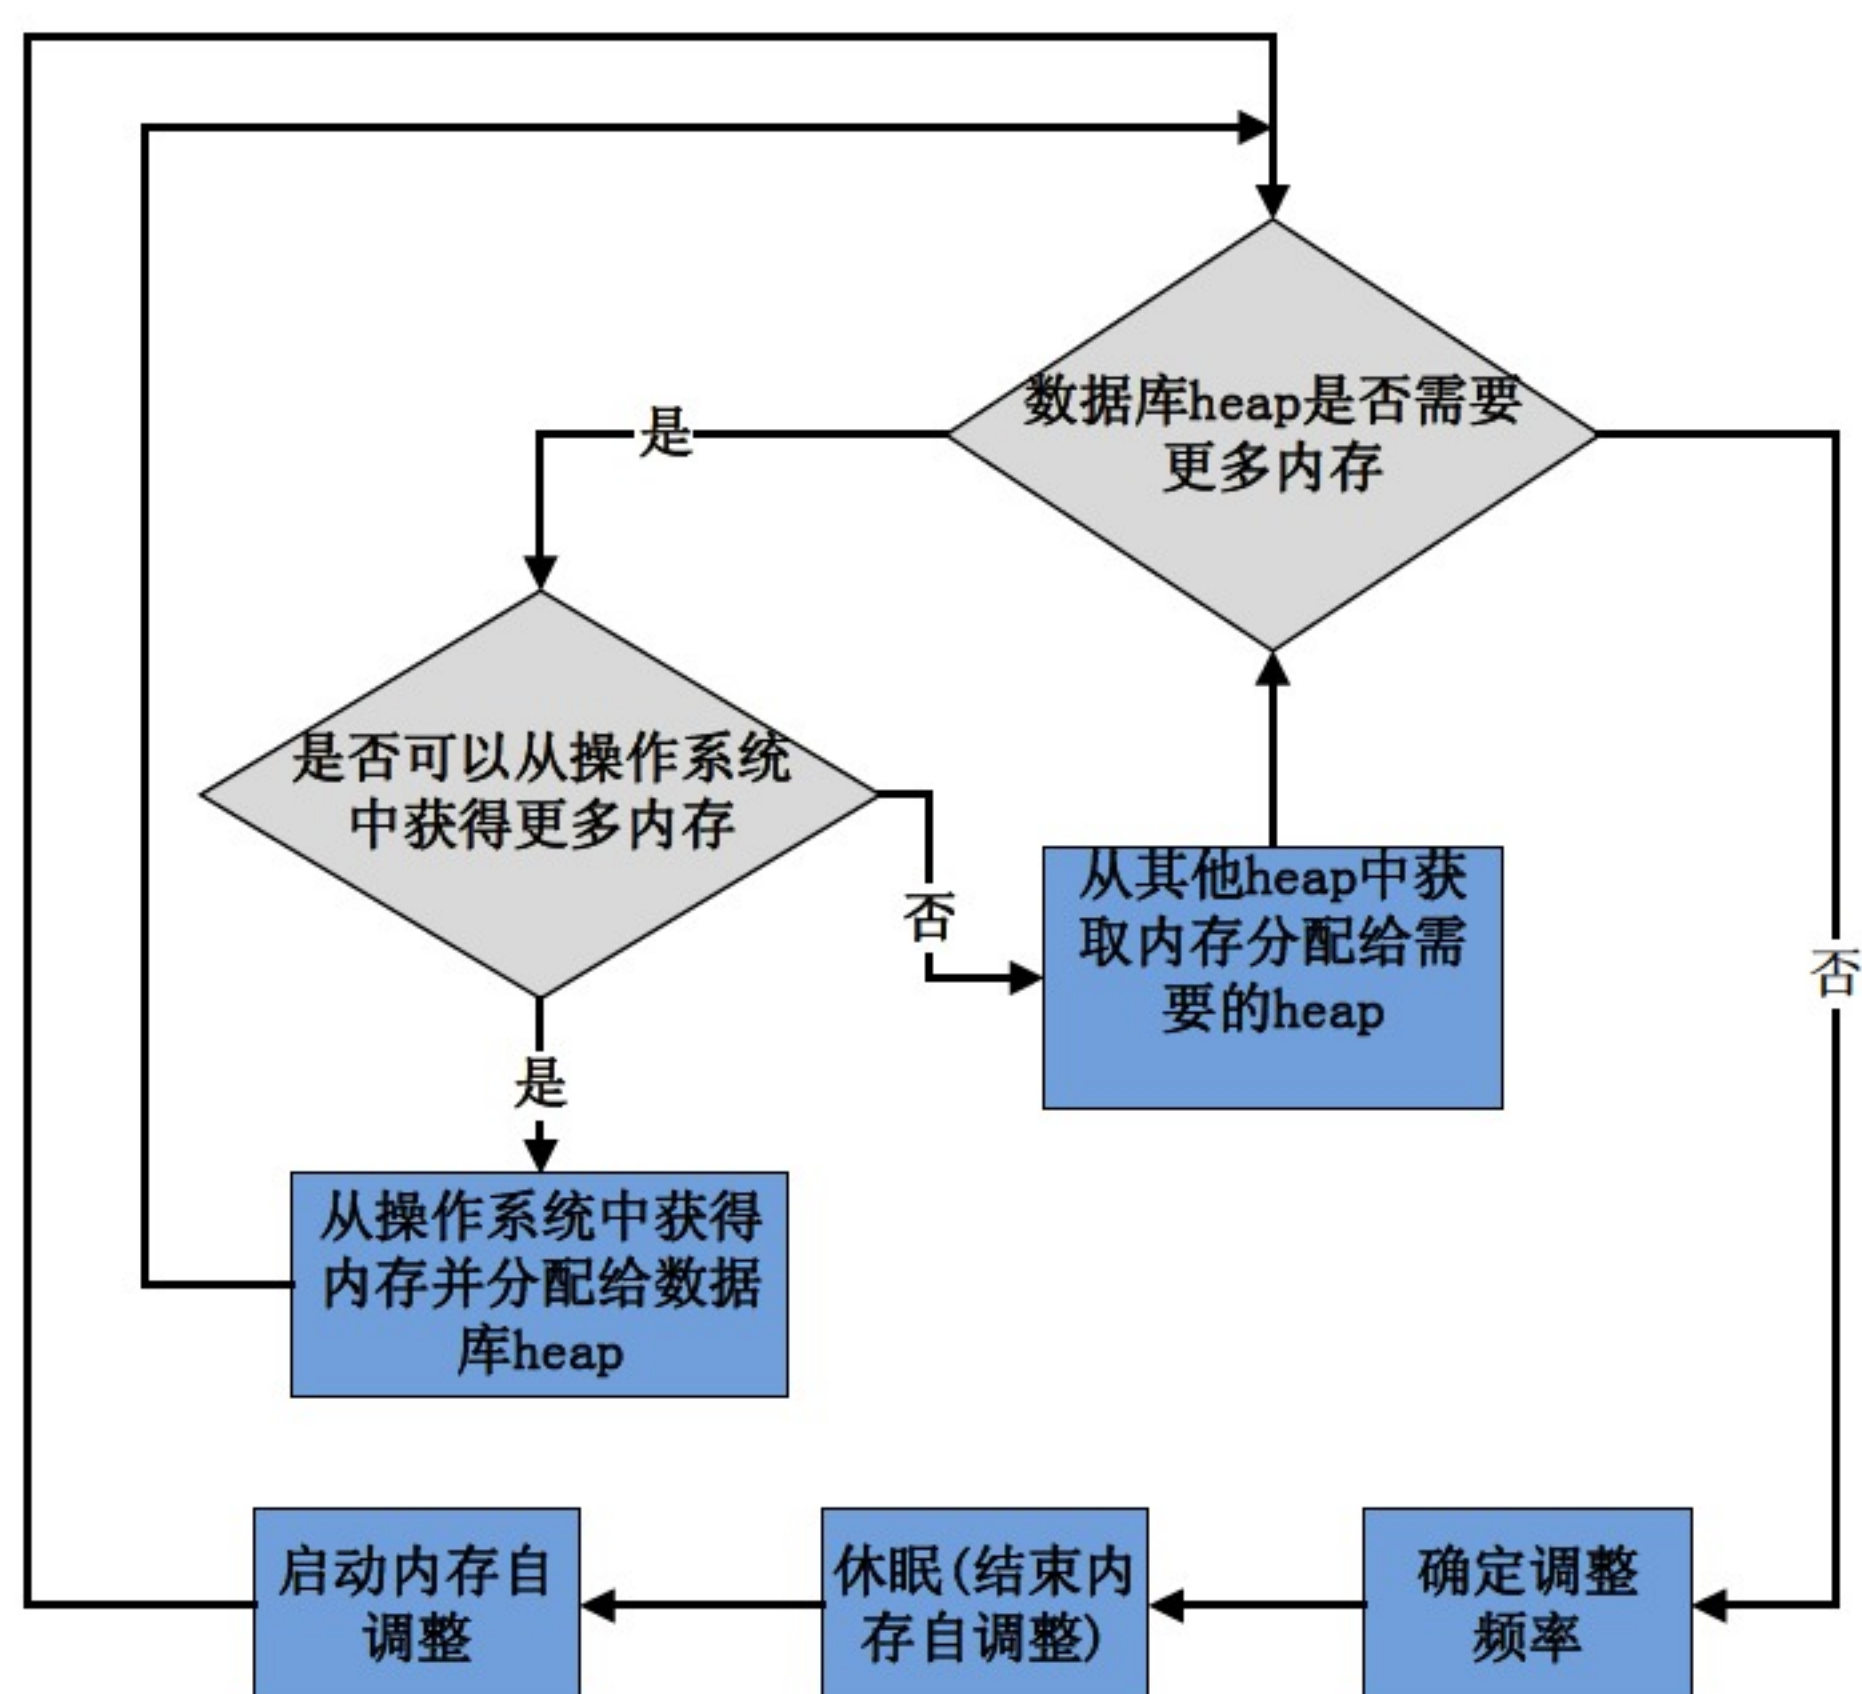 数据库heap是否需要
更多内存
是
是否可以从操作系统
中获得更多内存
否
从其他heap中获
取内存分配给需
要的heap
否
是
从操作系统中获得
内存并分配给数据
库heap
启动内存自
调整
休眠(结束内
存自调整)
确定调整
频率